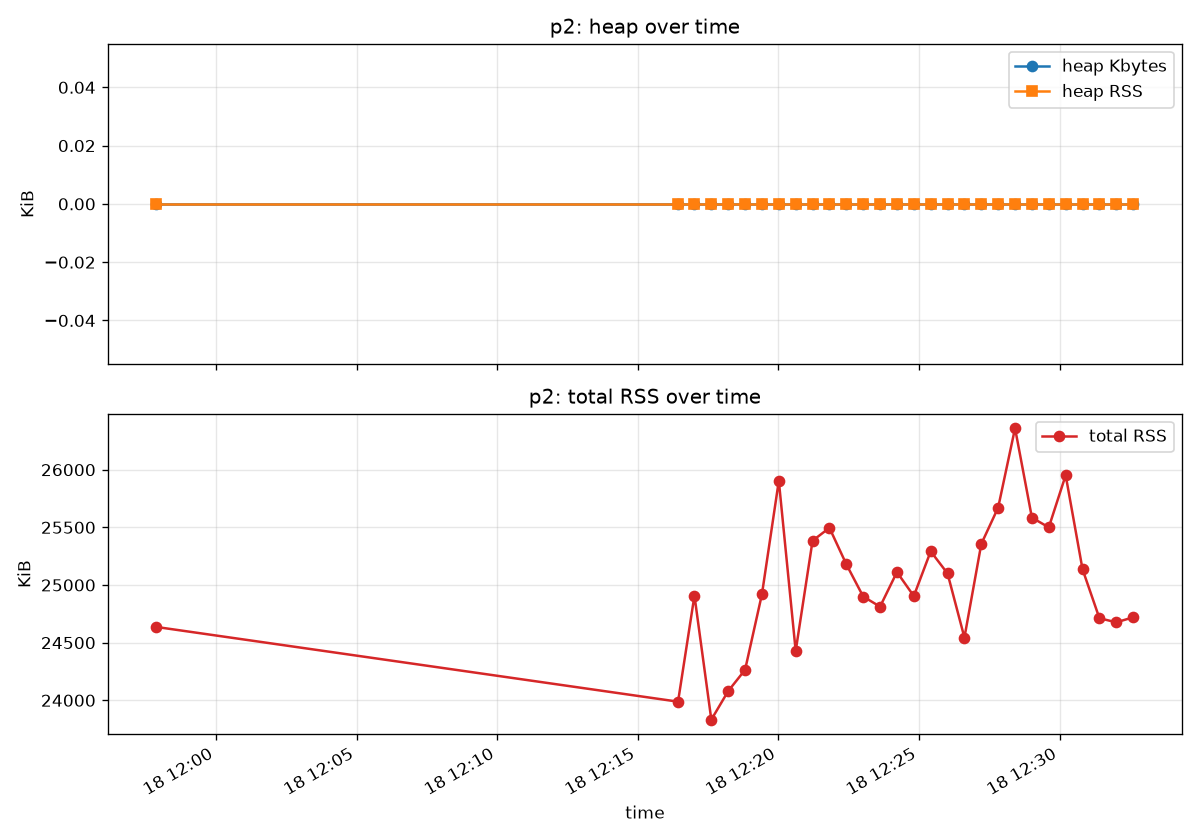 p2: heap over time
heap Kbytes
heap RSS
KiB
0.04
0.02
0.00
−0.02
−0.04
p2: total RSS over time
total RSS
KiB
26000
25500
25000
24500
24000
18 12:00
18 12:05
18 12:10
18 12:15
18 12:20
18 12:25
18 12:30
time